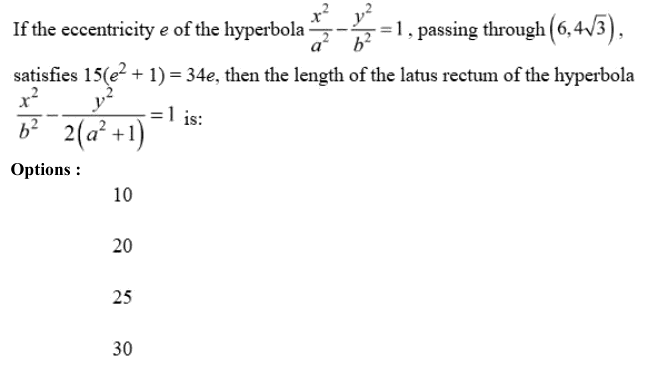 If the eccentricity e of the hyperbola x²/a² − y²/b² = 1, passing through (6, 4√3),
satisfies 15(e² + 1) = 34e, then the length of the latus rectum of the hyperbola
x²/b² − y²/2(a² + 1) = 1 is:
Options :
10
20
25
30